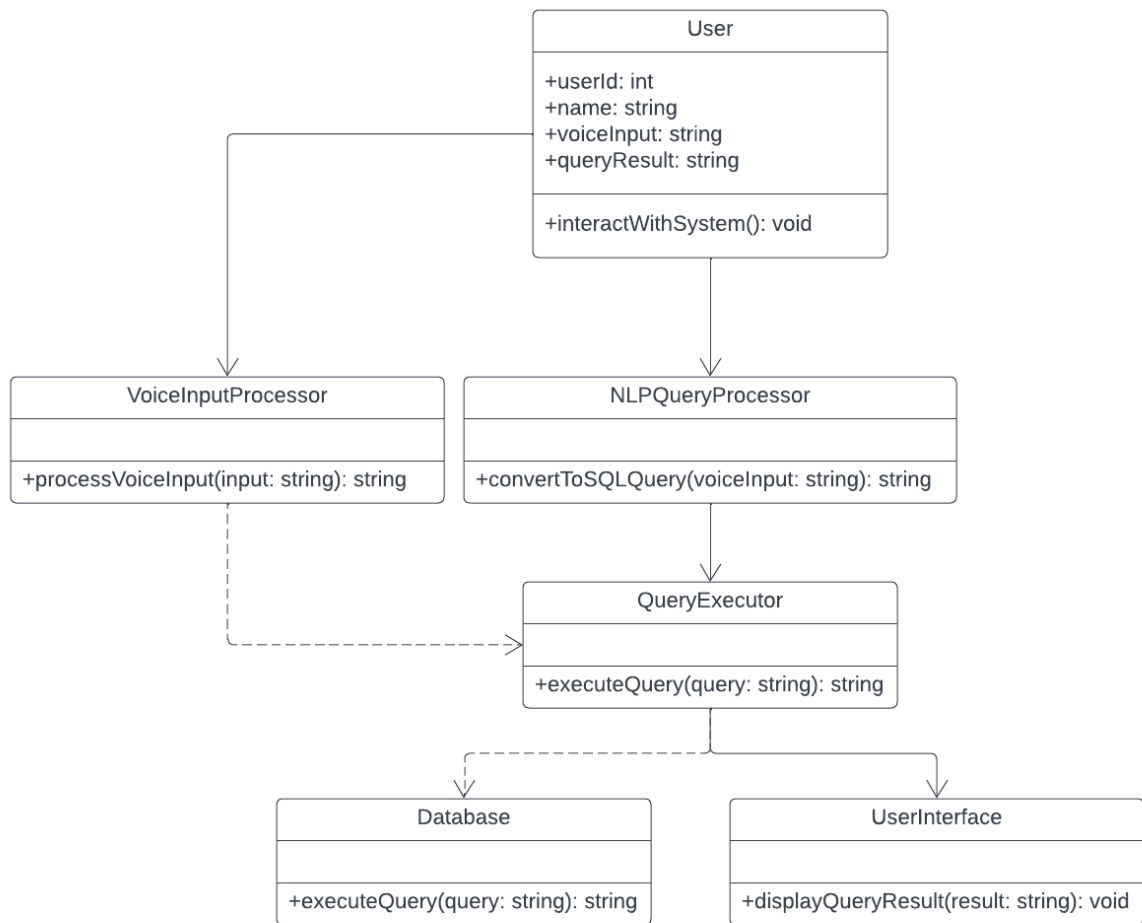 User
+userId: int
+name: string
+voiceInput: string
+queryResult: string
+interactWithSystem(): void
VoiceInputProcessor
+processVoiceInput(input: string): string
NLPQueryProcessor
+convertToSQLQuery(voiceInput: string): string
QueryExecutor
+executeQuery(query: string): string
Database
+executeQuery(query: string): string
UserInterface
+displayQueryResult(result: string): void